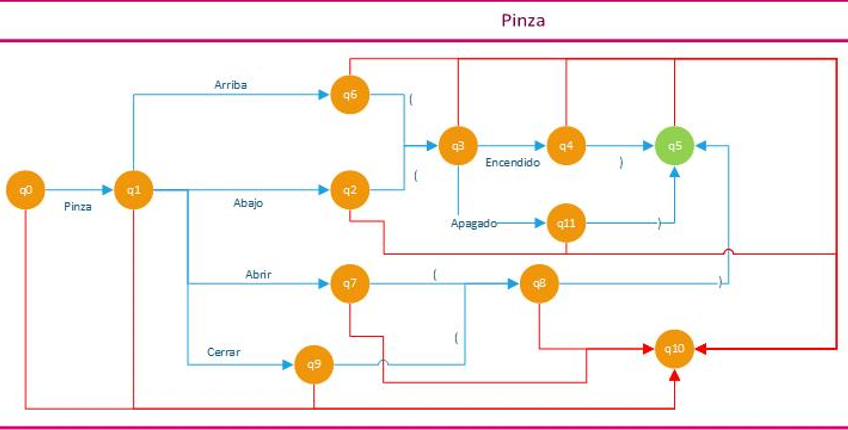 Pinza
Arriba
q6
(
q3
q4
q5
Encendido
)
(
q0
q1
q2
Pinza
Abajo
Apagado
q11
)
Abrir
(
q7
q8
)
(
Cerrar
q9
q10